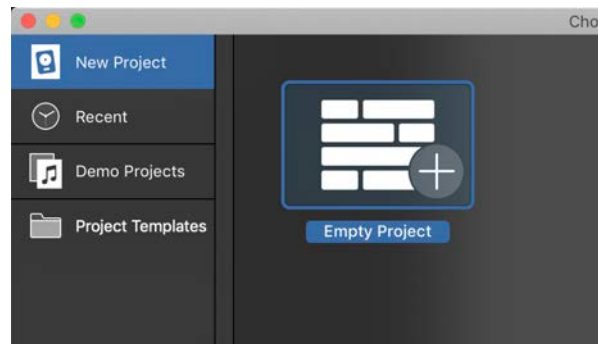 Cho
New Project
Recent
Demo Projects
Project Templates
Empty Project